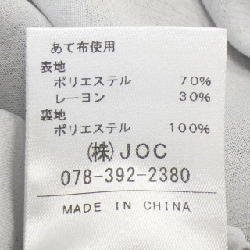 あて布使用
表地
ポリエステル 70%
レーヨン 30%
裏地
ポリエステル 100%
(株)JOC
078-392-2380
MADE IN CHINA